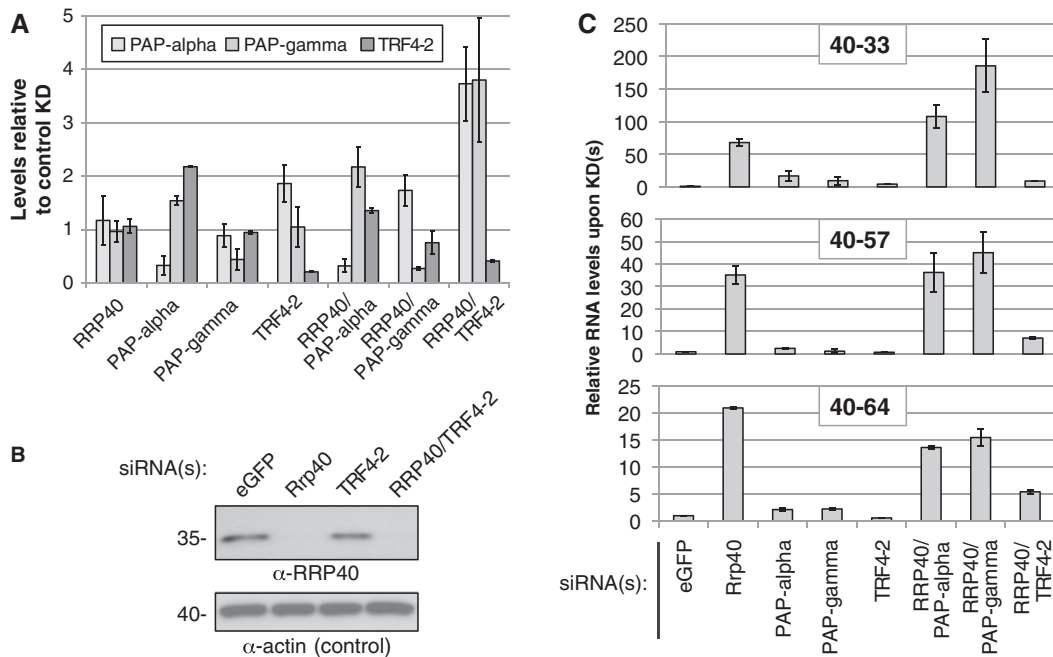 A
Levels relative
to control KD
5
4
3
2
1
0
PAP-alpha PAP-gamma TRF4-2
RRP40
PAP-alpha
PAP-gamma
TRF4-2
RRP40/
PAP-alpha
RRP40/
PAP-gamma
RRP40/
TRF4-2
B
siRNA(s):
eGFP
Rrp40
TRF4-2
RRP40/TRF4-2
35-
α-RRP40
40-
α-actin (control)
C
Relative RNA levels upon KD(s)
40-33
250
200
150
100
50
0
40-57
60
50
40
30
20
10
0
40-64
25
20
15
10
5
0
siRNA(s):
eGFP
Rrp40
PAP-alpha
PAP-gamma
TRF4-2
RRP40/
PAP-alpha
RRP40/
PAP-gamma
RRP40/
TRF4-2